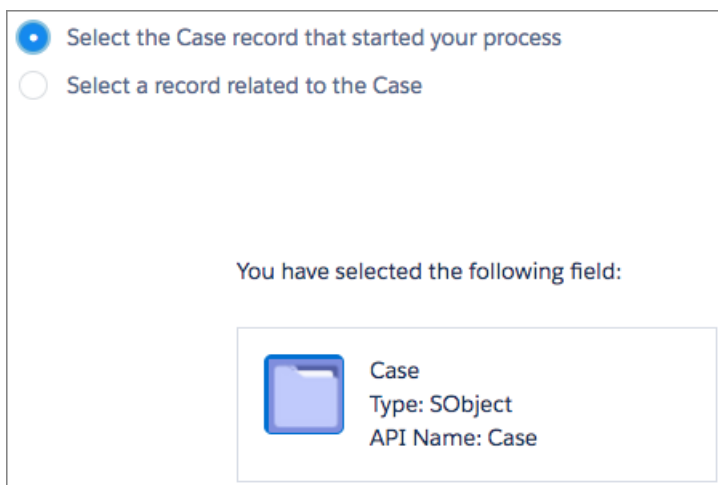 Select the Case record that started your process
Select a record related to the Case
You have selected the following field:
Case
Type: SObject
API Name: Case